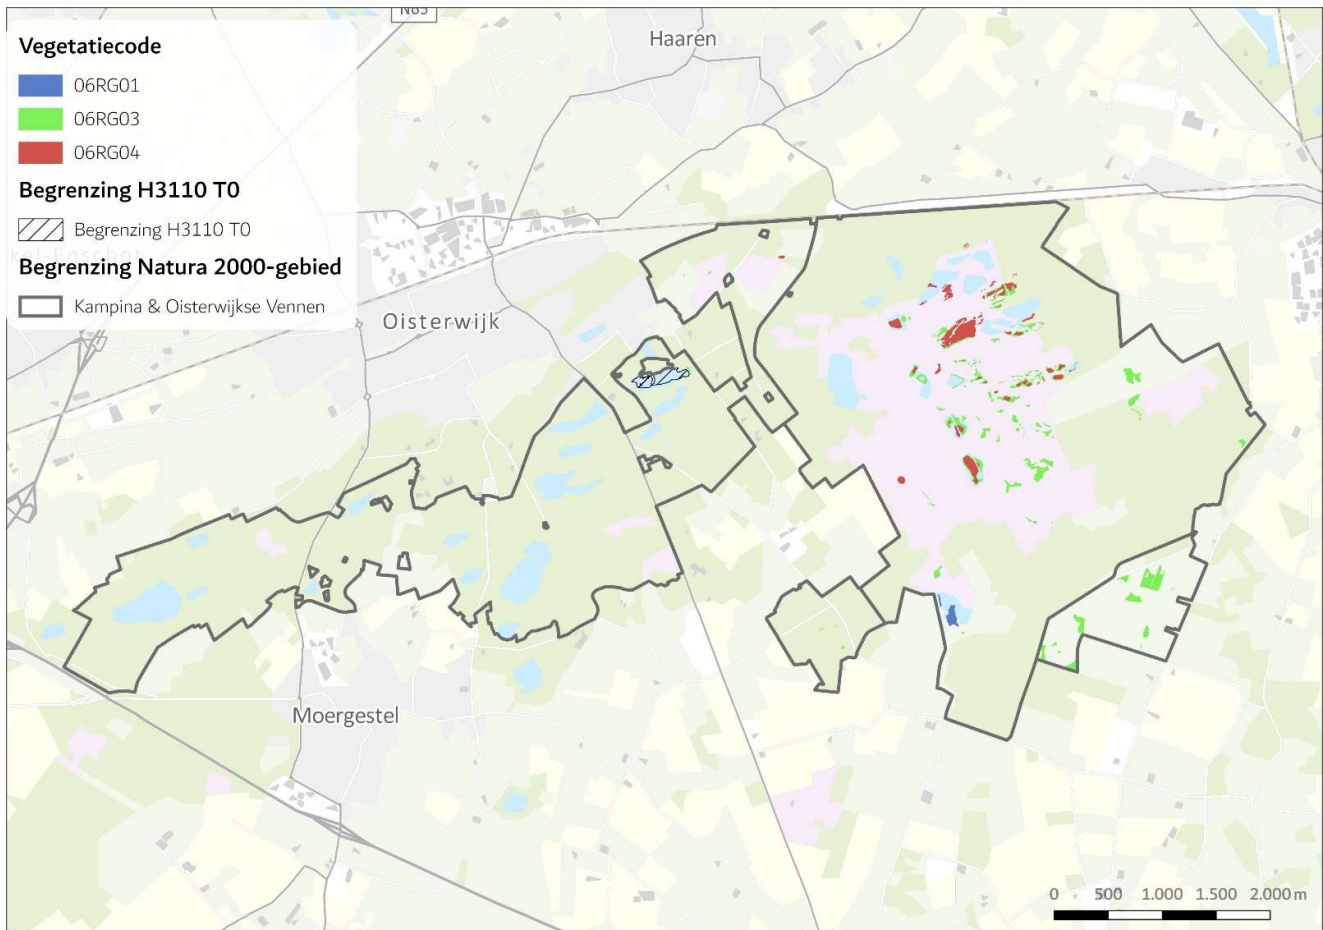 N65
Haaren
Vegetatiecode
06RG01
06RG03
06RG04
Begrenzing H3110 T0
Begrenzing H3110 T0
Begrenzing Natura 2000-gebied
Kampina & Oisterwijkse Vennen
Oisterwijk
Moergestel
0 500 1.000 1.500 2.000 m